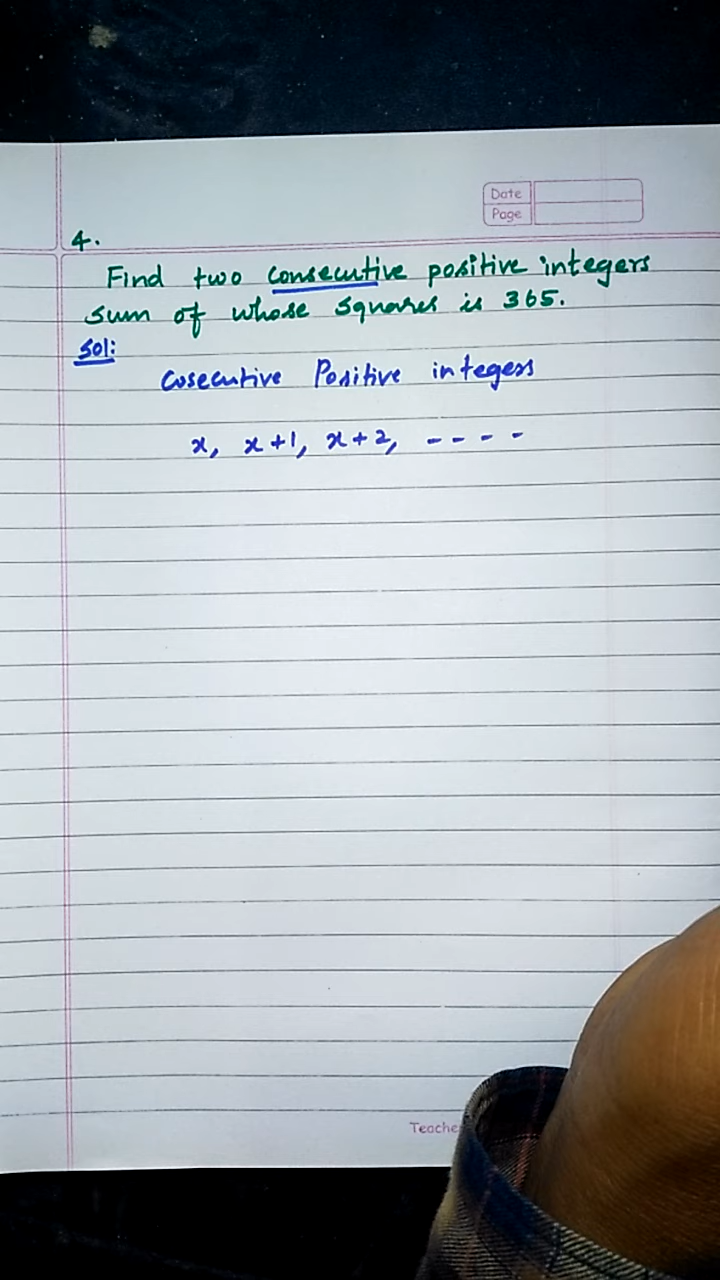 Date
Page
4.
Find two consecutive positive integers
sum of whose squares is 365.
Sol:
Cosecutive Positive integers
x, x+1, x+2, ----
Teache